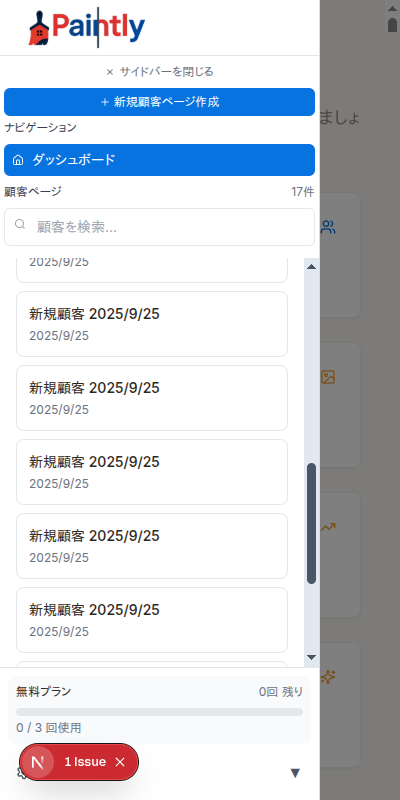 Paintly
× サイドバーを閉じる
+ 新規顧客ページ作成
ナビゲーション
ダッシュボード
顧客ページ 17件
顧客を検索...
2025/9/25
新規顧客 2025/9/25
2025/9/25
新規顧客 2025/9/25
2025/9/25
新規顧客 2025/9/25
2025/9/25
新規顧客 2025/9/25
2025/9/25
新規顧客 2025/9/25
2025/9/25
無料プラン 0回 残り
0 / 3 回使用
N 1 Issue ×
ましょ